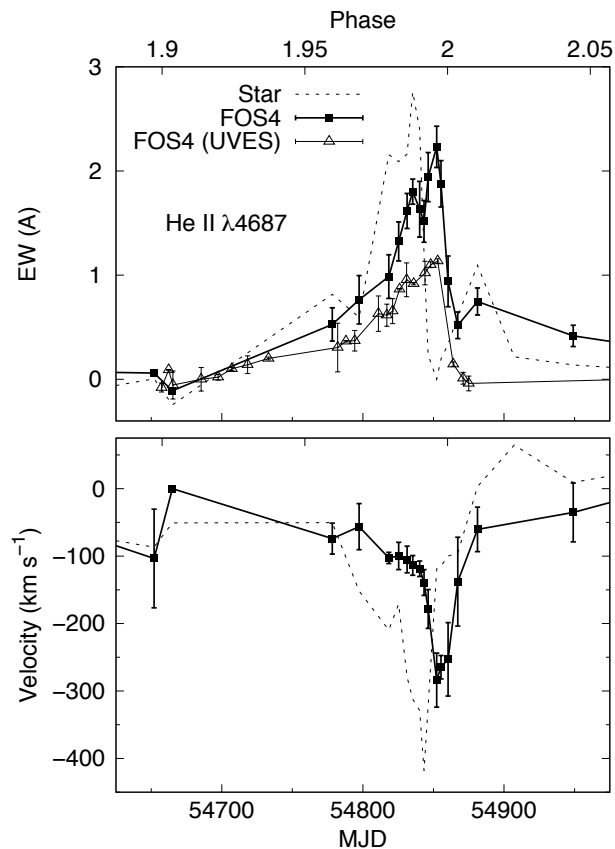 Phase
1.9 1.95 2 2.05
3
2
1
0
EW (A)
Star
FOS4
FOS4 (UVES)
He II λ4687
0
−100
−200
−300
−400
Velocity (km s⁻¹)
54700 54800 54900
MJD